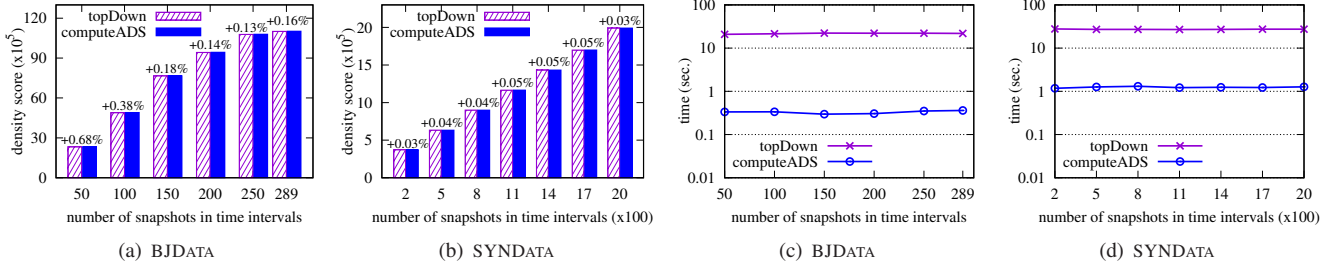 density score (x10⁵)
120
90
60
30
0
topDown
computeADS
+0.68%
+0.38%
+0.18%
+0.14%
+0.13%
+0.16%
50 100 150 200 250 289
number of snapshots in time intervals
(a) BJDATA
density score (x10⁵)
25
20
15
10
5
0
topDown
computeADS
+0.03%
+0.04%
+0.04%
+0.05%
+0.05%
+0.05%
+0.03%
2 5 8 11 14 17 20
number of snapshots in time intervals (x100)
(b) SYNDATA
time (sec.)
100
10
1
0.1
0.01
topDown
computeADS
50 100 150 200 250 289
number of snapshots in time intervals
(c) BJDATA
time (sec.)
100
10
1
0.1
0.01
topDown
computeADS
2 5 8 11 14 17 20
number of snapshots in time intervals (x100)
(d) SYNDATA